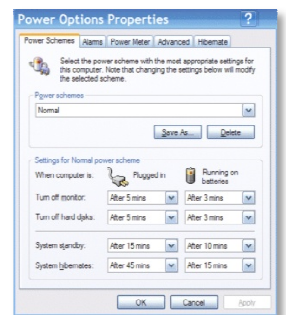 Power Options Properties ?
Power Schemes Alarms Power Meter Advanced Hibernate
Select the power scheme with the most appropriate settings for
this computer. Note that changing the settings below will modify
the selected scheme.
Power schemes
Normal
Save As... Delete
Settings for Normal power scheme
When computer is: Plugged in Running on batteries
Turn off monitor: After 5 mins After 3 mins
Turn off hard disks: After 5 mins After 3 mins
System standby: After 15 mins After 10 mins
System hibernates: After 45 mins After 15 mins
OK Cancel Apply